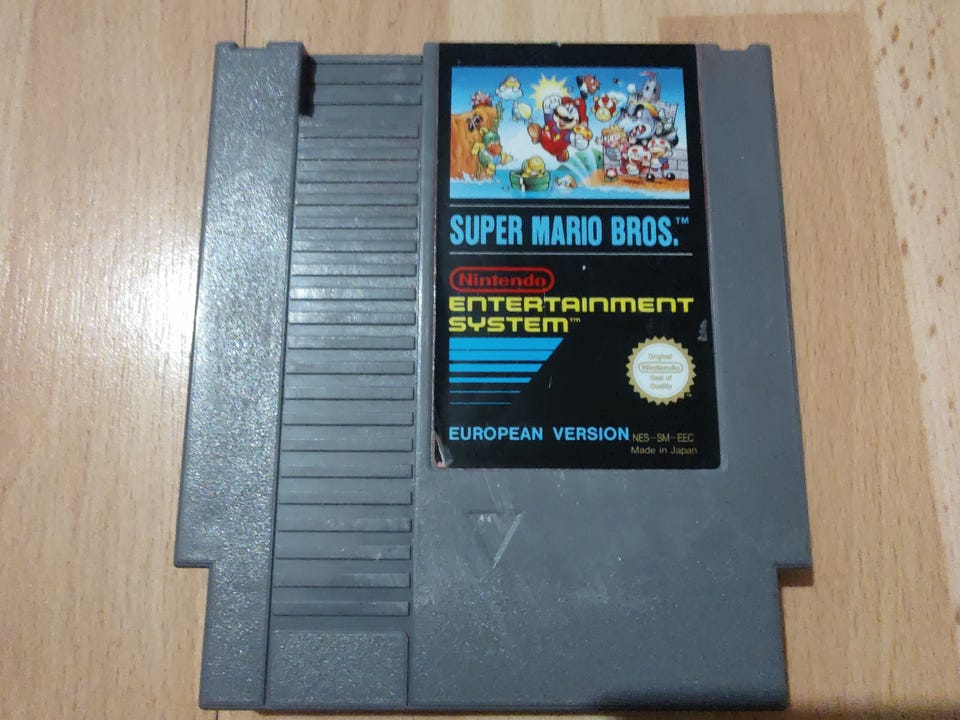 SUPER MARIO BROS.™
Nintendo
ENTERTAINMENT
SYSTEM™
Original
Nintendo
Seal of
Quality
™
EUROPEAN VERSION NES-SM-EEC
Made in Japan